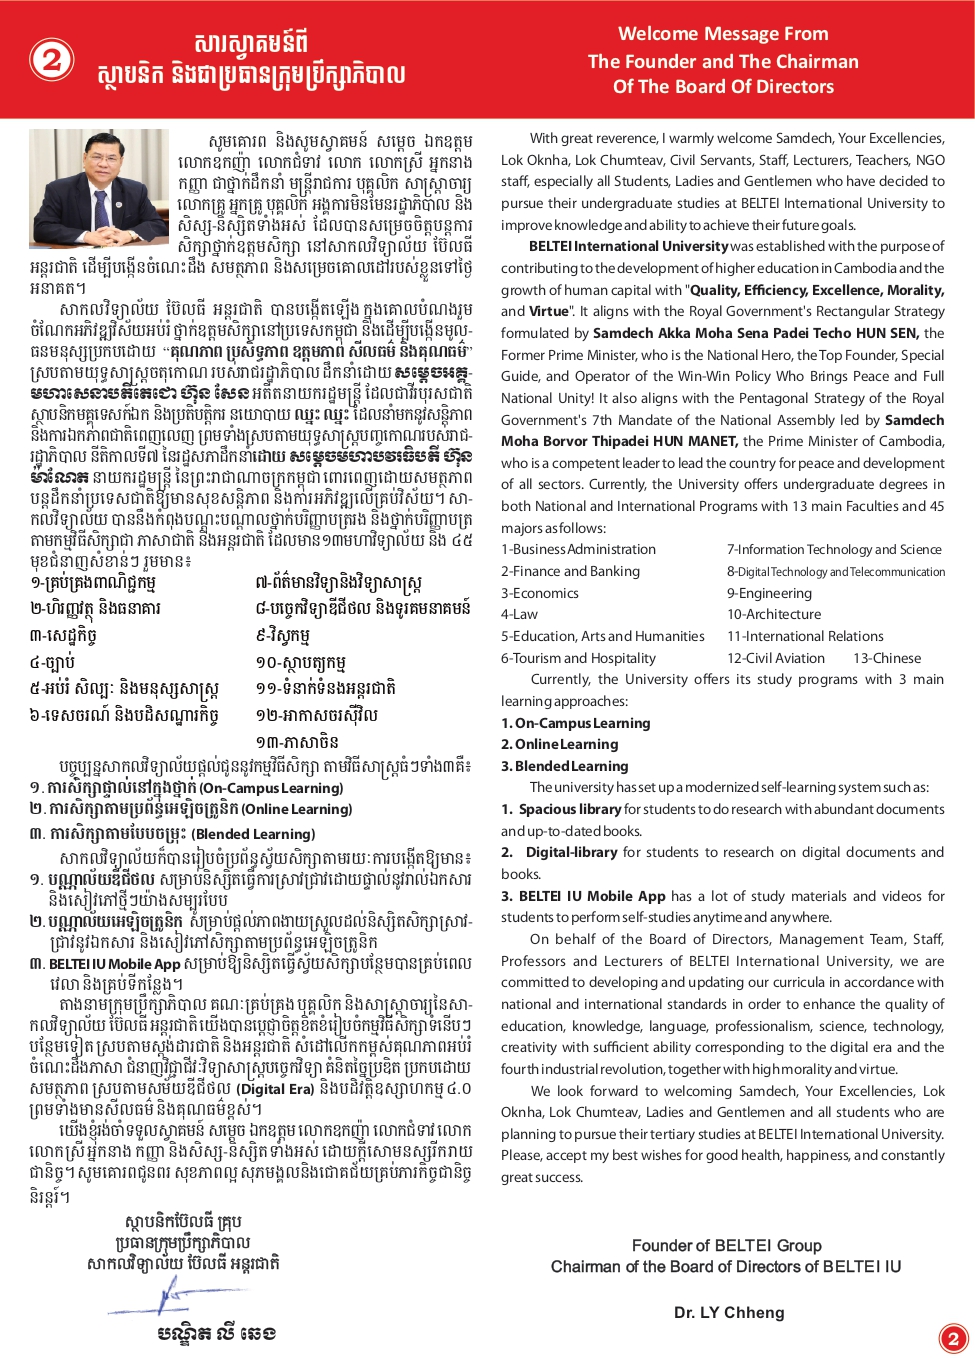 2
សារស្វាគមន៍ពី
ស្ថាបនិក និងជាប្រធានក្រុមប្រឹក្សាភិបាល
Welcome Message From
The Founder and The Chairman
Of The Board Of Directors
សូមគោរព និងសូមស្វាគមន៍ សម្តេច ឯកឧត្តម
លោកឧកញ៉ា លោកជំទាវ លោក លោកស្រី អ្នកនាង
កញ្ញា ជាថ្នាក់ដឹកនាំ មន្ត្រីរាជការ បុគ្គលិក សាស្ត្រាចារ្យ
លោកគ្រូ អ្នកគ្រូ បុគ្គលិក អង្គការមិនមែនរដ្ឋាភិបាល និង
សិស្ស-និស្សិតទាំងអស់ ដែលបានសម្រេចចិត្តបន្តការ
សិក្សាថ្នាក់ឧត្តមសិក្សា នៅសាកលវិទ្យាល័យ ប៊ែលធី
អន្តរជាតិ ដើម្បីបង្កើនចំណេះដឹង សមត្ថភាព និងសម្រេចគោលដៅរបស់ខ្លួនទៅថ្ងៃ
អនាគត។
សាកលវិទ្យាល័យ ប៊ែលធី អន្តរជាតិ បានបង្កើតឡើង ក្នុងគោលបំណងរួម
ចំណែកអភិវឌ្ឍវិស័យអប់រំ ថ្នាក់ឧត្តមសិក្សានៅប្រទេសកម្ពុជា និងដើម្បីបង្កើនមូល-
ធនមនុស្សប្រកបដោយ “គុណភាព ប្រសិទ្ធភាព ឧត្តមភាព សីលធម៌ និងគុណធម៌”
ស្របតាមយុទ្ធសាស្ត្រចតុកោណ របស់រាជរដ្ឋាភិបាល ដឹកនាំដោយ សម្តេចអគ្គ-
មហាសេនាបតីតេជោ ហ៊ុន សែន អតីតនាយករដ្ឋមន្ត្រី ដែលជាវីរបុរសជាតិ
ស្ថាបនិកមគ្គុទេសក៍ឯក និងប្រតិបត្តិករ នយោបាយ ឈ្នះ ឈ្នះ ដែលនាំមកនូវសន្តិភាព
និងការឯកភាពជាតិពេញលេញ ព្រមទាំងស្របតាមយុទ្ធសាស្ត្របញ្ចកោណរបស់រាជ-
រដ្ឋាភិបាល នីតិកាលទី៧ នៃរដ្ឋសភាដឹកនាំដោយ សម្តេចមហាបវរធិបតី ហ៊ុន
ម៉ាណែត នាយករដ្ឋមន្ត្រី នៃព្រះរាជាណាចក្រកម្ពុជា ពោរពេញដោយសមត្ថភាព
បន្តដឹកនាំប្រទេសជាតិឱ្យមានសុខសន្តិភាព និងការអភិវឌ្ឍលើគ្រប់វិស័យ។ សា-
កលវិទ្យាល័យ បាននឹងកំពុងបណ្តុះបណ្តាលថ្នាក់បរិញ្ញាបត្ររង និងថ្នាក់បរិញ្ញាបត្រ
តាមកម្មវិធីសិក្សាជា ភាសាជាតិ និងអន្តរជាតិ ដែលមាន១៣មហាវិទ្យាល័យ និង ៤៥
មុខជំនាញសំខាន់ៗ រួមមាន៖
១-គ្រប់គ្រងពាណិជ្ជកម្ម ៧-ព័ត៌មានវិទ្យានិងវិទ្យាសាស្ត្រ
២-ហិរញ្ញវត្ថុ និងធនាគារ ៨-បច្ចេកវិទ្យាឌីជីថល និងទូរគមនាគមន៍
៣-សេដ្ឋកិច្ច ៩-វិស្វកម្ម
៤-ច្បាប់ ១០-ស្ថាបត្យកម្ម
៥-អប់រំ សិល្បៈ និងមនុស្សសាស្ត្រ ១១-ទំនាក់ទំនងអន្តរជាតិ
៦-ទេសចរណ៍ និងបដិសណ្ឋារកិច្ច ១២-អាកាសចរស៊ីវិល
១៣-ភាសាចិន
បច្ចុប្បន្នសាកលវិទ្យាល័យផ្តល់ជូននូវកម្មវិធីសិក្សា តាមវិធីសាស្ត្រធំៗទាំង៣គឺ៖
១. ការសិក្សាផ្ទាល់នៅក្នុងថ្នាក់ (On-Campus Learning)
២. ការសិក្សាតាមប្រព័ន្ធអេឡិចត្រូនិក (Online Learning)
៣. ការសិក្សាតាមបែបចម្រុះ (Blended Learning)
សាកលវិទ្យាល័យក៏បានរៀបចំប្រព័ន្ធស្វ័យសិក្សាតាមរយៈការបង្កើតឱ្យមាន៖
១. បណ្ណាល័យឌីជីថល សម្រាប់និស្សិតធ្វើការស្រាវជ្រាវដោយផ្ទាល់នូវរាល់ឯកសារ
និងសៀវភៅថ្មីៗយ៉ាងសម្បូរបែប
២. បណ្ណាល័យអេឡិចត្រូនិក សម្រាប់ផ្តល់ភាពងាយស្រួលដល់និស្សិតសិក្សាស្រាវ-
ជ្រាវនូវឯកសារ និងសៀវភៅសិក្សាតាមប្រព័ន្ធអេឡិចត្រូនិក
៣. BELTEI IU Mobile App សម្រាប់ឱ្យនិស្សិតធ្វើស្វ័យសិក្សាបន្ថែមបានគ្រប់ពេល
វេលា និងគ្រប់ទីកន្លែង។
តាងនាមក្រុមប្រឹក្សាភិបាល គណៈគ្រប់គ្រង បុគ្គលិក និងសាស្ត្រាចារ្យនៃសា-
កលវិទ្យាល័យ ប៊ែលធី អន្តរជាតិយើងបានប្តេជ្ញាចិត្តខិតខំរៀបចំកម្មវិធីសិក្សាទំនើបៗ
បន្ថែមទៀត ស្របតាមស្តង់ដារជាតិ និងអន្តរជាតិ សំដៅលើកកម្ពស់គុណភាពអប់រំ
ចំណេះដឹងភាសា ជំនាញវិជ្ជាជីវៈវិទ្យាសាស្ត្របច្ចេកវិទ្យា គំនិតច្នៃប្រឌិត ប្រកបដោយ
សមត្ថភាព ស្របតាមសម័យឌីជីថល (Digital Era) និងបដិវត្តិឧស្សាហកម្ម ៤.០
ព្រមទាំងមានសីលធម៌ និងគុណធម៌ខ្ពស់។
យើងខ្ញុំរង់ចាំទទួលស្វាគមន៍ សម្តេច ឯកឧត្តម លោកឧកញ៉ា លោកជំទាវ លោក
លោកស្រី អ្នកនាង កញ្ញា និងសិស្ស-និស្សិត ទាំងអស់ ដោយក្តីសោមនស្សរីករាយ
ជានិច្ច។ សូមគោរពជូនពរ សុខភាពល្អ សុភមង្គលនិងជោគជ័យគ្រប់ភារកិច្ចជានិច្ច
និរន្តរ៍។
ស្ថាបនិកប៊ែលធី គ្រុប
ប្រធានក្រុមប្រឹក្សាភិបាល
សាកលវិទ្យាល័យ ប៊ែលធី អន្តរជាតិ
បណ្ឌិត លី ឆេង
With great reverence, I warmly welcome Samdech, Your Excellencies,
Lok Oknha, Lok Chumteav, Civil Servants, Staff, Lecturers, Teachers, NGO
staff, especially all Students, Ladies and Gentlemen who have decided to
pursue their undergraduate studies at BELTEI International University to
improve knowledge and ability to achieve their future goals.
BELTEI International University was established with the purpose of
contributing to the development of higher education in Cambodia and the
growth of human capital with "Quality, Efficiency, Excellence, Morality,
and Virtue". It aligns with the Royal Government's Rectangular Strategy
formulated by Samdech Akka Moha Sena Padei Techo HUN SEN, the
Former Prime Minister, who is the National Hero, the Top Founder, Special
Guide, and Operator of the Win-Win Policy Who Brings Peace and Full
National Unity! It also aligns with the Pentagonal Strategy of the Royal
Government's 7th Mandate of the National Assembly led by Samdech
Moha Borvor Thipadei HUN MANET, the Prime Minister of Cambodia,
who is a competent leader to lead the country for peace and development
of all sectors. Currently, the University offers undergraduate degrees in
both National and International Programs with 13 main Faculties and 45
majors as follows:
1-Business Administration 7-Information Technology and Science
2-Finance and Banking 8-Digital Technology and Telecommunication
3-Economics 9-Engineering
4-Law 10-Architecture
5-Education, Arts and Humanities 11-International Relations
6-Tourism and Hospitality 12-Civil Aviation 13-Chinese
Currently, the University offers its study programs with 3 main
learning approaches:
1. On-Campus Learning
2. Online Learning
3. Blended Learning
The university has set up a modernized self-learning system such as:
1. Spacious library for students to do research with abundant documents
and up-to-dated books.
2. Digital-library for students to research on digital documents and
books.
3. BELTEI IU Mobile App has a lot of study materials and videos for
students to perform self-studies anytime and anywhere.
On behalf of the Board of Directors, Management Team, Staff,
Professors and Lecturers of BELTEI International University, we are
committed to developing and updating our curricula in accordance with
national and international standards in order to enhance the quality of
education, knowledge, language, professionalism, science, technology,
creativity with sufficient ability corresponding to the digital era and the
fourth industrial revolution, together with high morality and virtue.
We look forward to welcoming Samdech, Your Excellencies, Lok
Oknha, Lok Chumteav, Ladies and Gentlemen and all students who are
planning to pursue their tertiary studies at BELTEI International University.
Please, accept my best wishes for good health, happiness, and constantly
great success.
Founder of BELTEI Group
Chairman of the Board of Directors of BELTEI IU
Dr. LY Chheng
2